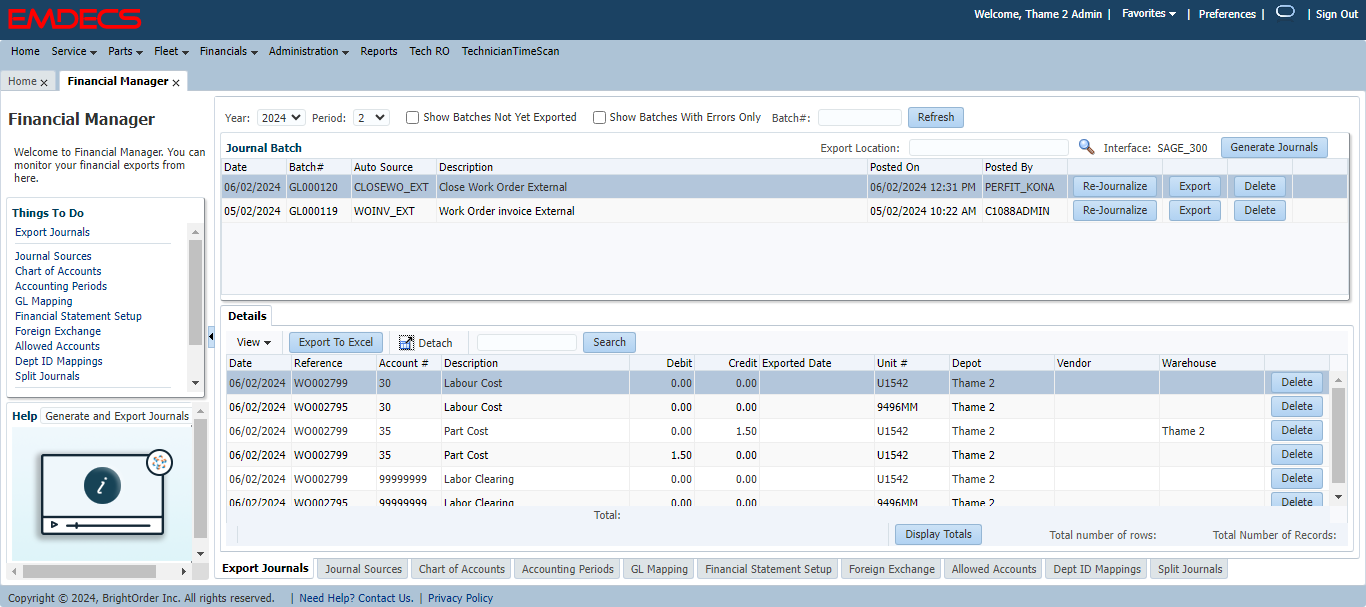 EMDECS
Welcome, Thame 2 Admin | Favorites | Preferences | | Sign Out
Home Service Parts Fleet Financials Administration Reports Tech RO TechnicianTimeScan
Home x Financial Manager x
Financial Manager
Welcome to Financial Manager. You can
monitor your financial exports from
here.
Things To Do
Export Journals
Journal Sources
Chart of Accounts
Accounting Periods
GL Mapping
Financial Statement Setup
Foreign Exchange
Allowed Accounts
Dept ID Mappings
Split Journals
Help Generate and Export Journals
i
Year: 2024 Period: 2 Show Batches Not Yet Exported Show Batches With Errors Only Batch#: Refresh
Journal Batch Export Location: Interface: SAGE_300 Generate Journals
Date Batch# Auto Source Description Posted On Posted By
06/02/2024 GL000120 CLOSEWO_EXT Close Work Order External 06/02/2024 12:31 PM PERFIT_KONA Re-Journalize Export Delete
05/02/2024 GL000119 WOINV_EXT Work Order invoice External 05/02/2024 10:22 AM C1088ADMIN Re-Journalize Export Delete
Details
View Export To Excel Detach Search
Date Reference Account # Description Debit Credit Exported Date Unit # Depot Vendor Warehouse
06/02/2024 WO002799 30 Labour Cost 0.00 0.00 U1542 Thame 2 Delete
06/02/2024 WO002795 30 Labour Cost 0.00 0.00 9496MM Thame 2 Delete
06/02/2024 WO002799 35 Part Cost 0.00 1.50 U1542 Thame 2 Thame 2 Delete
06/02/2024 WO002799 35 Part Cost 1.50 0.00 U1542 Thame 2 Delete
06/02/2024 WO002799 99999999 Labor Clearing 0.00 0.00 U1542 Thame 2 Delete
06/02/2024 WO002795 99999999 Labor Clearing 0.00 0.00 9496MM Thame 2 Delete
Total:
Display Totals Total number of rows: Total Number of Records:
Export Journals Journal Sources Chart of Accounts Accounting Periods GL Mapping Financial Statement Setup Foreign Exchange Allowed Accounts Dept ID Mappings Split Journals
Copyright © 2024, BrightOrder Inc. All rights reserved. | Need Help? Contact Us. | Privacy Policy